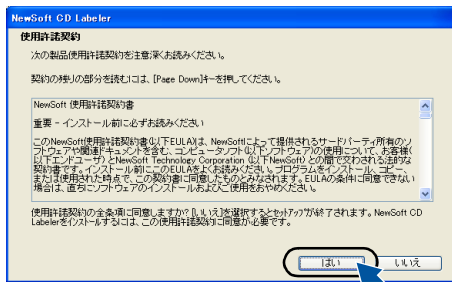 NewSoft CD Labeler
使用許諾契約
次の製品使用許諾契約を注意深くお読みください。
契約の残りの部分を読むには、[Page Down]キーを押してください。
NewSoft 使用許諾契約書
重要 - インストール前に必ずお読みください
このNewSoft使用許諾契約書(以下EULA)は、NewSoftによって提供されるサードパーティー所有のソ
フトウェアや関連ドキュメントを含む、コンピュータソフト(以下ソフトウェア)の使用について、お客様(
以下エンドユーザ)とNewSoft Technology Corporation (以下NewSoft)との間で交わされる法的な
契約書です。インストール前にこのEULAをよくお読みください。プログラムをインストール、コピー、
または使用された時点で、この契約書に同意したものとみなされます。EULAの条件に同意できない
場合は、直ちにソフトウェアのインストールおよびご使用をおやめください。
使用許諾契約の全条項に同意しますか? [いいえ]を選択するとセットアップが終了されます。NewSoft CD
Labelerをインストールするには、この使用許諾契約に同意が必要です。
はい
いいえ